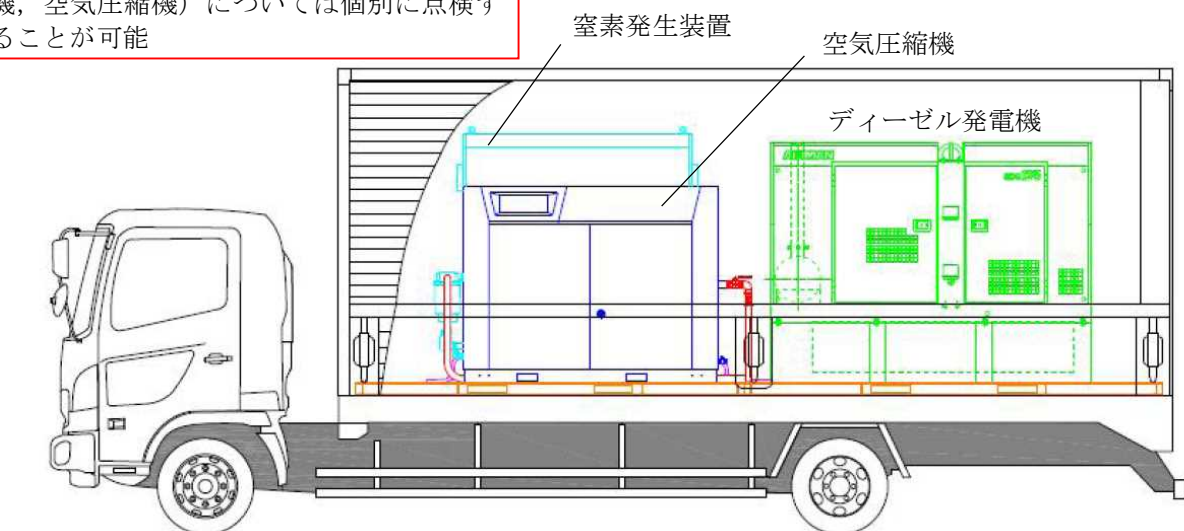 機，空気圧縮機）については個別に点検す
ることが可能
窒素発生装置
空気圧縮機
ディーゼル発電機
AIRMAN